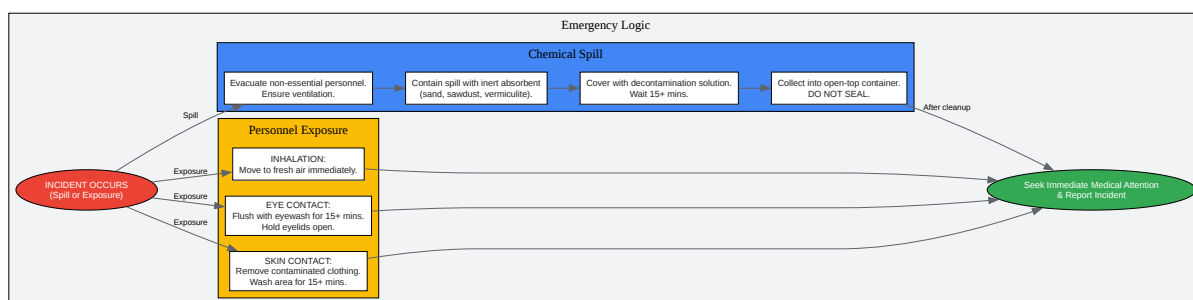 Emergency Logic
Chemical Spill
Evacuate non-essential personnel.
Ensure ventilation.
Contain spill with inert absorbent
(sand, sawdust, vermiculite).
Cover with decontamination solution.
Wait 15+ mins.
Collect into open-top container.
DO NOT SEAL.
Spill
After cleanup
Personnel Exposure
INHALATION:
Move to fresh air immediately.
Exposure
INCIDENT OCCURS
(Spill or Exposure)
Exposure
EYE CONTACT:
Flush with eyewash for 15+ mins.
Hold eyelids open.
Exposure
SKIN CONTACT:
Remove contaminated clothing.
Wash area for 15+ mins.
Seek Immediate Medical Attention
& Report Incident